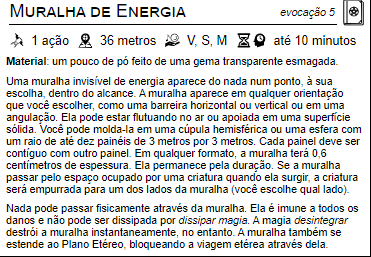 Muralha de Energia evocação 5
1 ação 36 metros V, S, M até 10 minutos
Material: um pouco de pó feito de uma gema transparente esmagada.
Uma muralha invisível de energia aparece do nada num ponto, à sua
escolha, dentro do alcance. A muralha aparece em qualquer orientação
que você escolher, como uma barreira horizontal ou vertical ou em uma
angulação. Ela pode estar flutuando no ar ou apoiada em uma superfície
sólida. Você pode molda-la em uma cúpula hemisférica ou uma esfera com
um raio de até dez painéis de 3 metros por 3 metros. Cada painel deve ser
contíguo com outro painel. Em qualquer formato, a muralha terá 0,6
centímetros de espessura. Ela permanece pela duração. Se a muralha
passar pelo espaço ocupado por uma criatura quando ela surgir, a criatura
será empurrada para um dos lados da muralha (você escolhe qual lado).
Nada pode passar fisicamente através da muralha. Ela é imune a todos os
danos e não pode ser dissipada por dissipar magia. A magia desintegrar
destrói a muralha instantaneamente, no entanto. A muralha também se
estende ao Plano Etéreo, bloqueando a viagem etérea através dela.